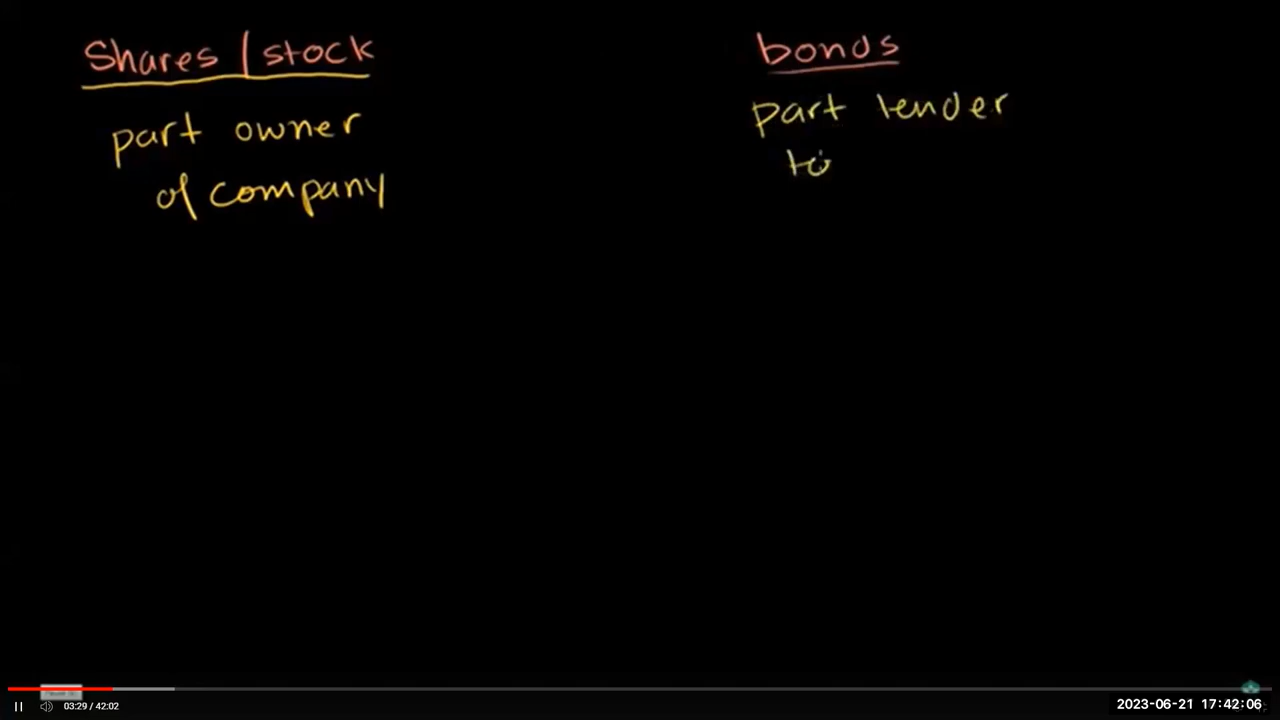 Shares / stock
part owner
of company
bonds
part lender
to
03:29 / 42:02
2023-06-21 17:42:06